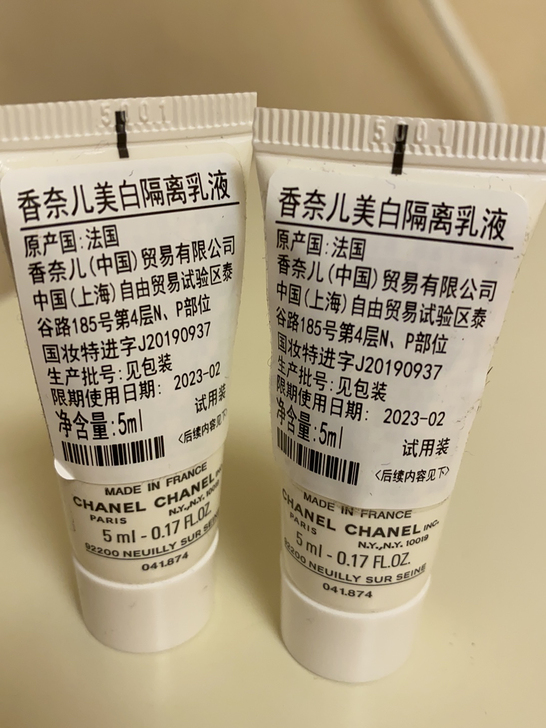 5001
香奈儿美白隔离乳液
原产国:法国
香奈儿(中国)贸易有限公司
中国(上海)自由贸易试验区泰
谷路185号第4层N、P部位
国妆特进字J20190937
生产批号:见包装
限期使用日期: 2023-02
净含量:5ml
试用装
<后续内容见下>
MADE IN FRANCE
CHANEL CHANEL
PARIS
N.Y., N.Y. 10019
5 ml - 0.17 FL.OZ.
92200 NEUILLY SUR SEINE
041.874
5001
香奈儿美白隔离乳液
原产国:法国
香奈儿(中国)贸易有限公司
中国(上海)自由贸易试验区泰
谷路185号第4层N、P部位
国妆特进字J20190937
生产批号:见包装
限期使用日期: 2023-02
净含量:5ml
试用装
<后续内容见下>
MADE IN FRANCE
CHANEL CHANEL INC.
PARIS
N.Y., N.Y. 10019
5 ml - 0.17 FL.OZ.
92200 NEUILLY SUR SEINE
041.874